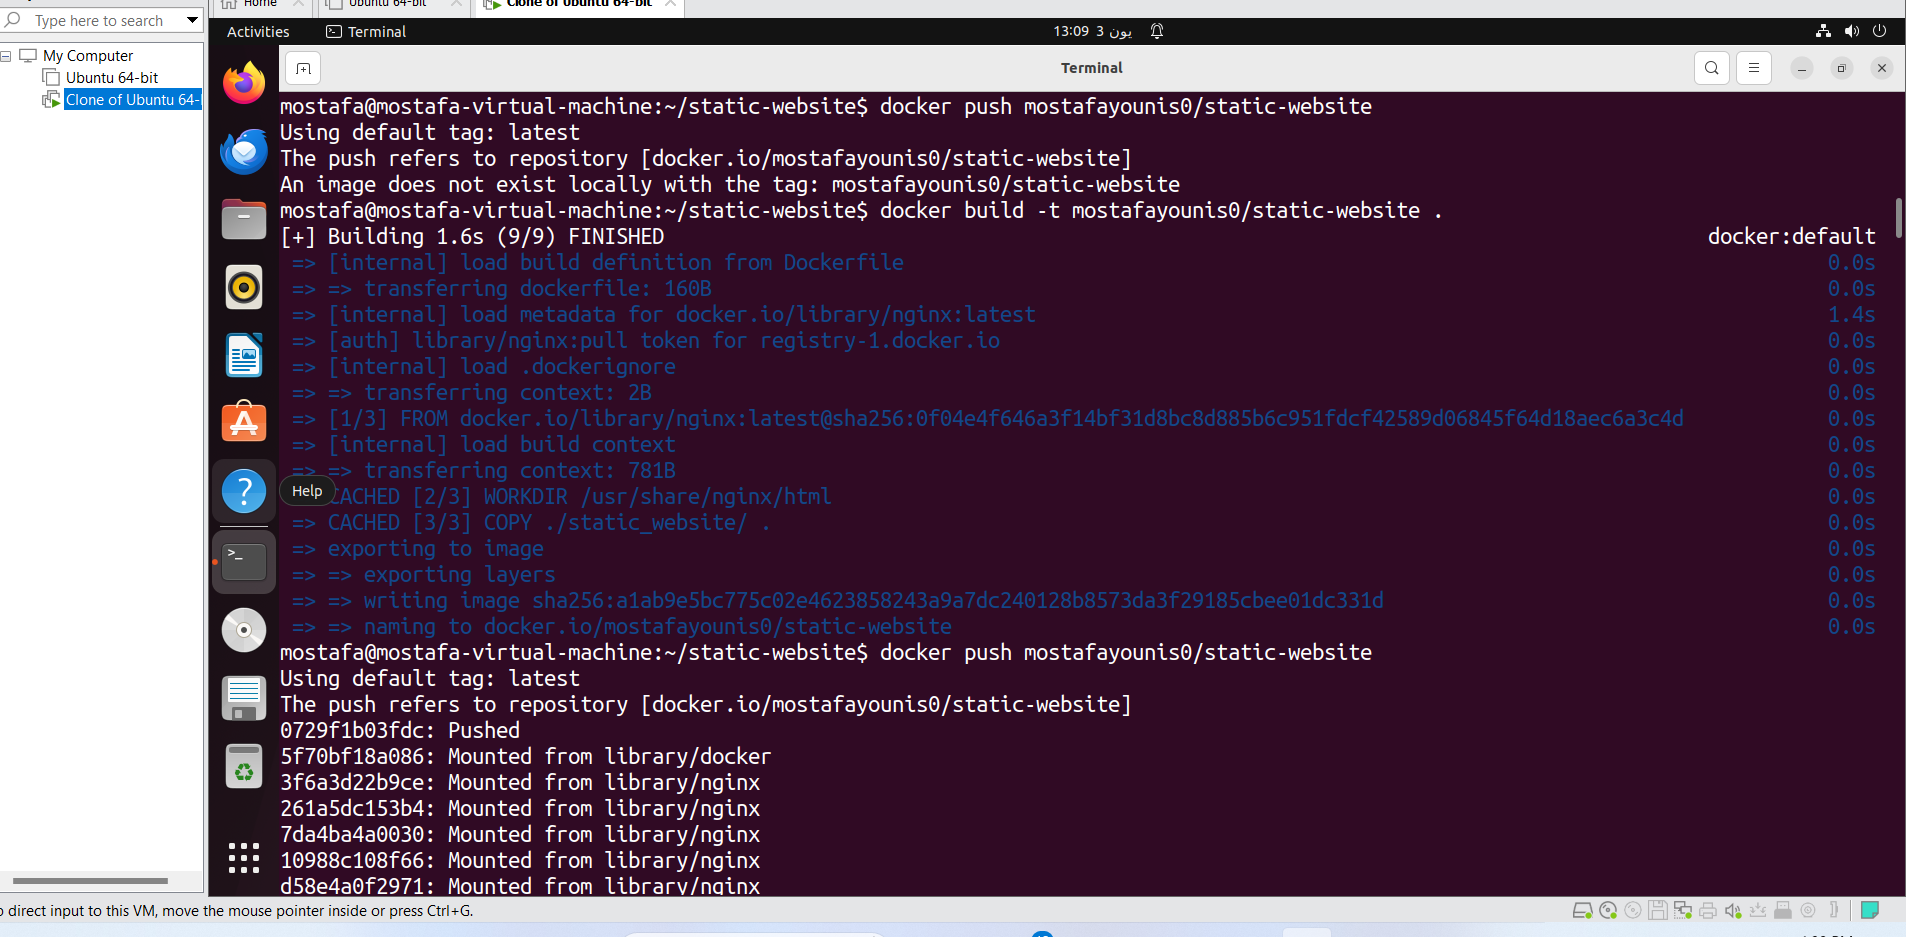 Home
Ubuntu 64-bit
Clone of Ubuntu 64-bit
Type here to search
My Computer
Ubuntu 64-bit
Clone of Ubuntu 64-
Activities
Terminal
13:09 3 يون
Terminal
mostafa@mostafa-virtual-machine:~/static-website$ docker push mostafayounis0/static-website
Using default tag: latest
The push refers to repository [docker.io/mostafayounis0/static-website]
An image does not exist locally with the tag: mostafayounis0/static-website
mostafa@mostafa-virtual-machine:~/static-website$ docker build -t mostafayounis0/static-website .
[+] Building 1.6s (9/9) FINISHED docker:default
=> [internal] load build definition from Dockerfile 0.0s
=> => transferring dockerfile: 160B 0.0s
=> [internal] load metadata for docker.io/library/nginx:latest 1.4s
=> [auth] library/nginx:pull token for registry-1.docker.io 0.0s
=> [internal] load .dockerignore 0.0s
=> => transferring context: 2B 0.0s
=> [1/3] FROM docker.io/library/nginx:latest@sha256:0f04e4f646a3f14bf31d8bc8d885b6c951fdcf42589d06845f64d18aec6a3c4d 0.0s
=> [internal] load build context 0.0s
=> => transferring context: 781B 0.0s
Help
CACHED [2/3] WORKDIR /usr/share/nginx/html 0.0s
=> CACHED [3/3] COPY ./static_website/ . 0.0s
=> exporting to image 0.0s
=> => exporting layers 0.0s
=> => writing image sha256:a1ab9e5bc775c02e4623858243a9a7dc240128b8573da3f29185cbee01dc331d 0.0s
=> => naming to docker.io/mostafayounis0/static-website 0.0s
mostafa@mostafa-virtual-machine:~/static-website$ docker push mostafayounis0/static-website
Using default tag: latest
The push refers to repository [docker.io/mostafayounis0/static-website]
0729f1b03fdc: Pushed
5f70bf18a086: Mounted from library/docker
3f6a3d22b9ce: Mounted from library/nginx
261a5dc153b4: Mounted from library/nginx
7da4ba4a0030: Mounted from library/nginx
10988c108f66: Mounted from library/nginx
d58e4a0f2971: Mounted from library/nginx
direct input to this VM, move the mouse pointer inside or press Ctrl+G.